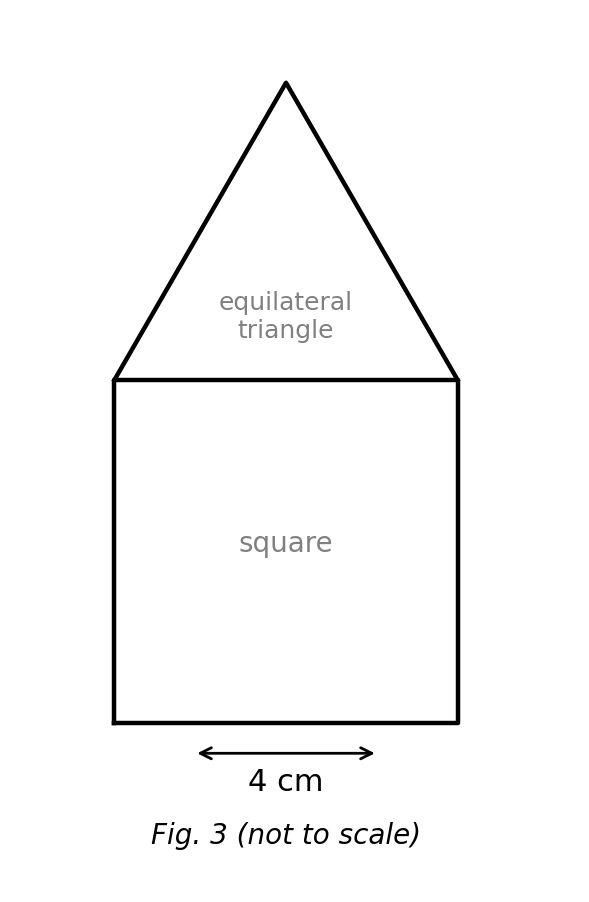 equilateral
triangle
square
4 cm
Fig. 3 (not to scale)